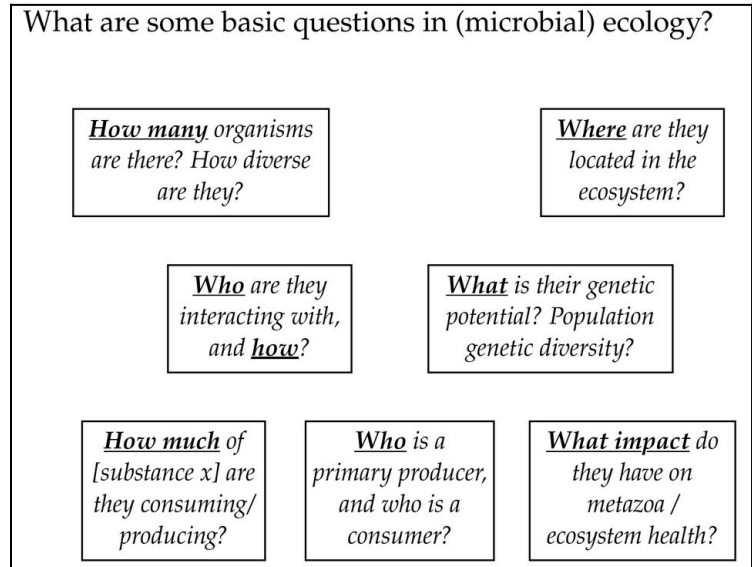 What are some basic questions in (microbial) ecology?
How many organisms
are there? How diverse
are they?
Where are they
located in the
ecosystem?
Who are they
interacting with,
and how?
What is their genetic
potential? Population
genetic diversity?
How much of
[substance x] are
they consuming/
producing?
Who is a
primary producer,
and who is a
consumer?
What impact do
they have on
metazoa /
ecosystem health?